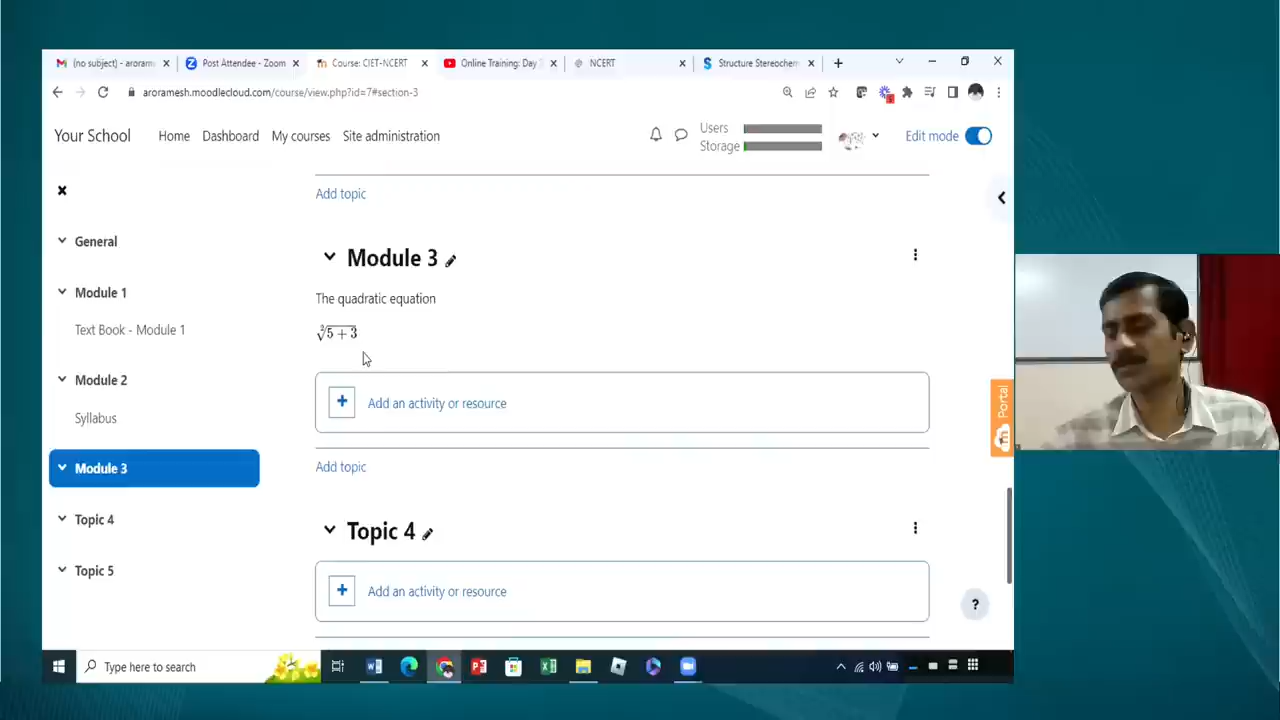 (no subject) - arorame
Post Attendee - Zoom
Course: CIET-NCERT
Online Training: Day
NCERT
Structure Stereochem
aroramesh.moodlecloud.com/course/view.php?id=7#section-3
Your School
Home
Dashboard
My courses
Site administration
Users
Storage
Edit mode
General
Module 1
Text Book - Module 1
Module 2
Syllabus
Module 3
Topic 4
Topic 5
Add topic
Module 3
The quadratic equation
5 + 3
Add an activity or resource
Add topic
Topic 4
Add an activity or resource
Portal
?
Type here to search